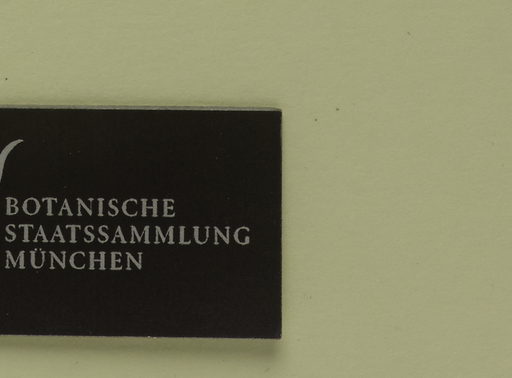 BOTANISCHE
STAATSSAMMLUNG
MÜNCHEN